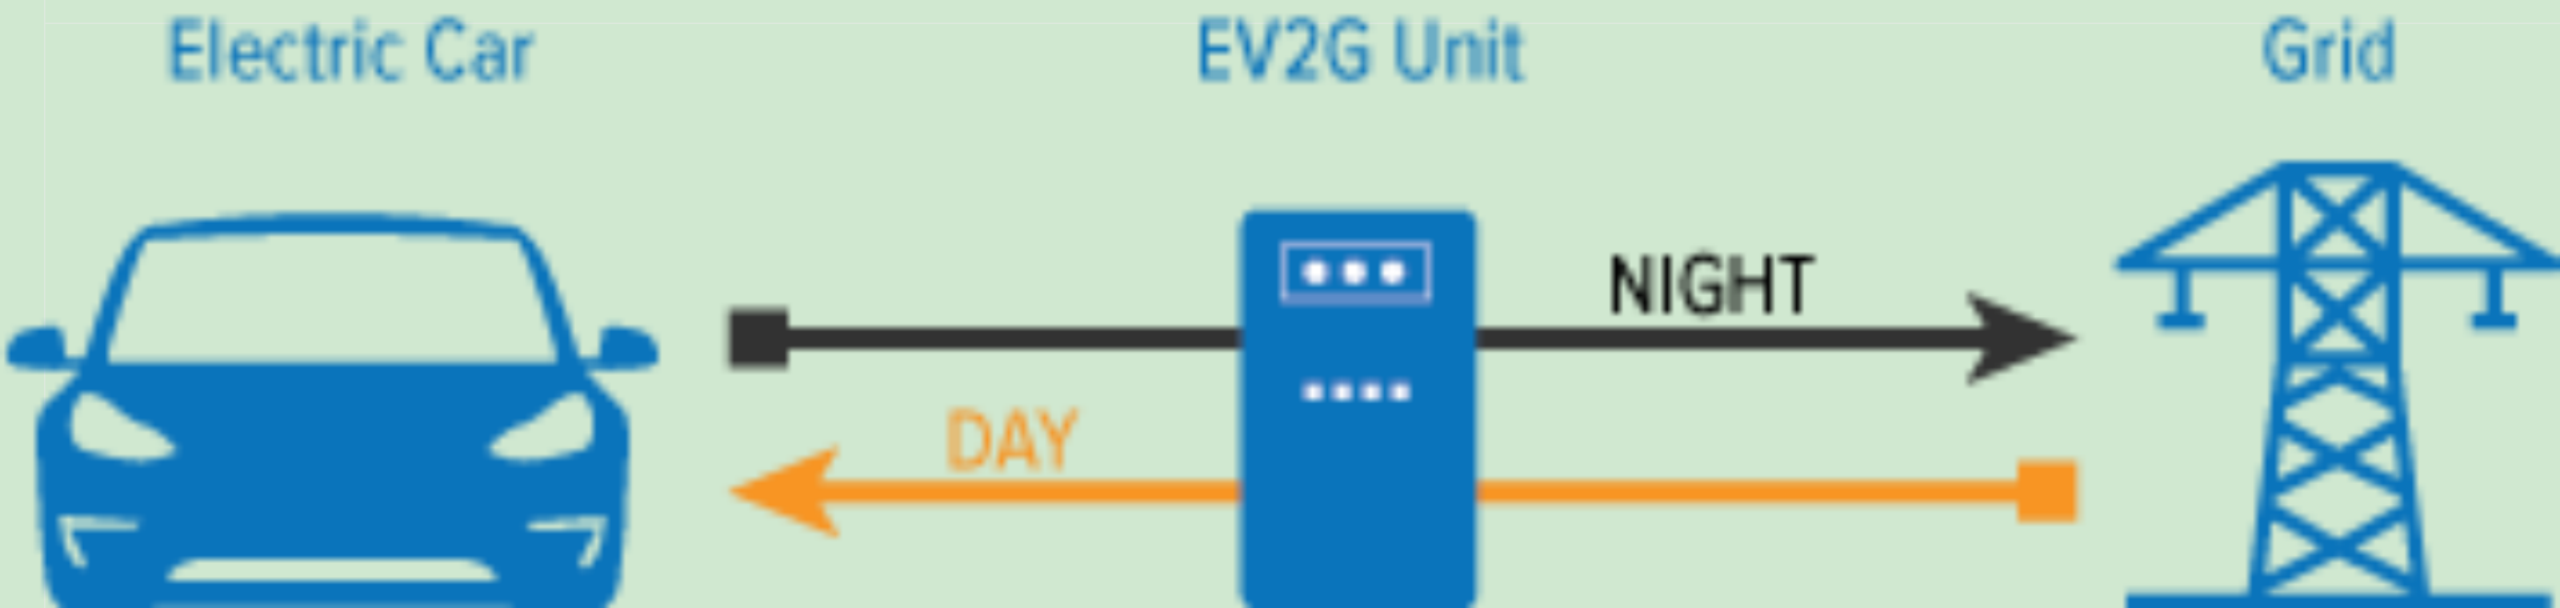 Electric Car
EV2G Unit
Grid
NIGHT
DAY